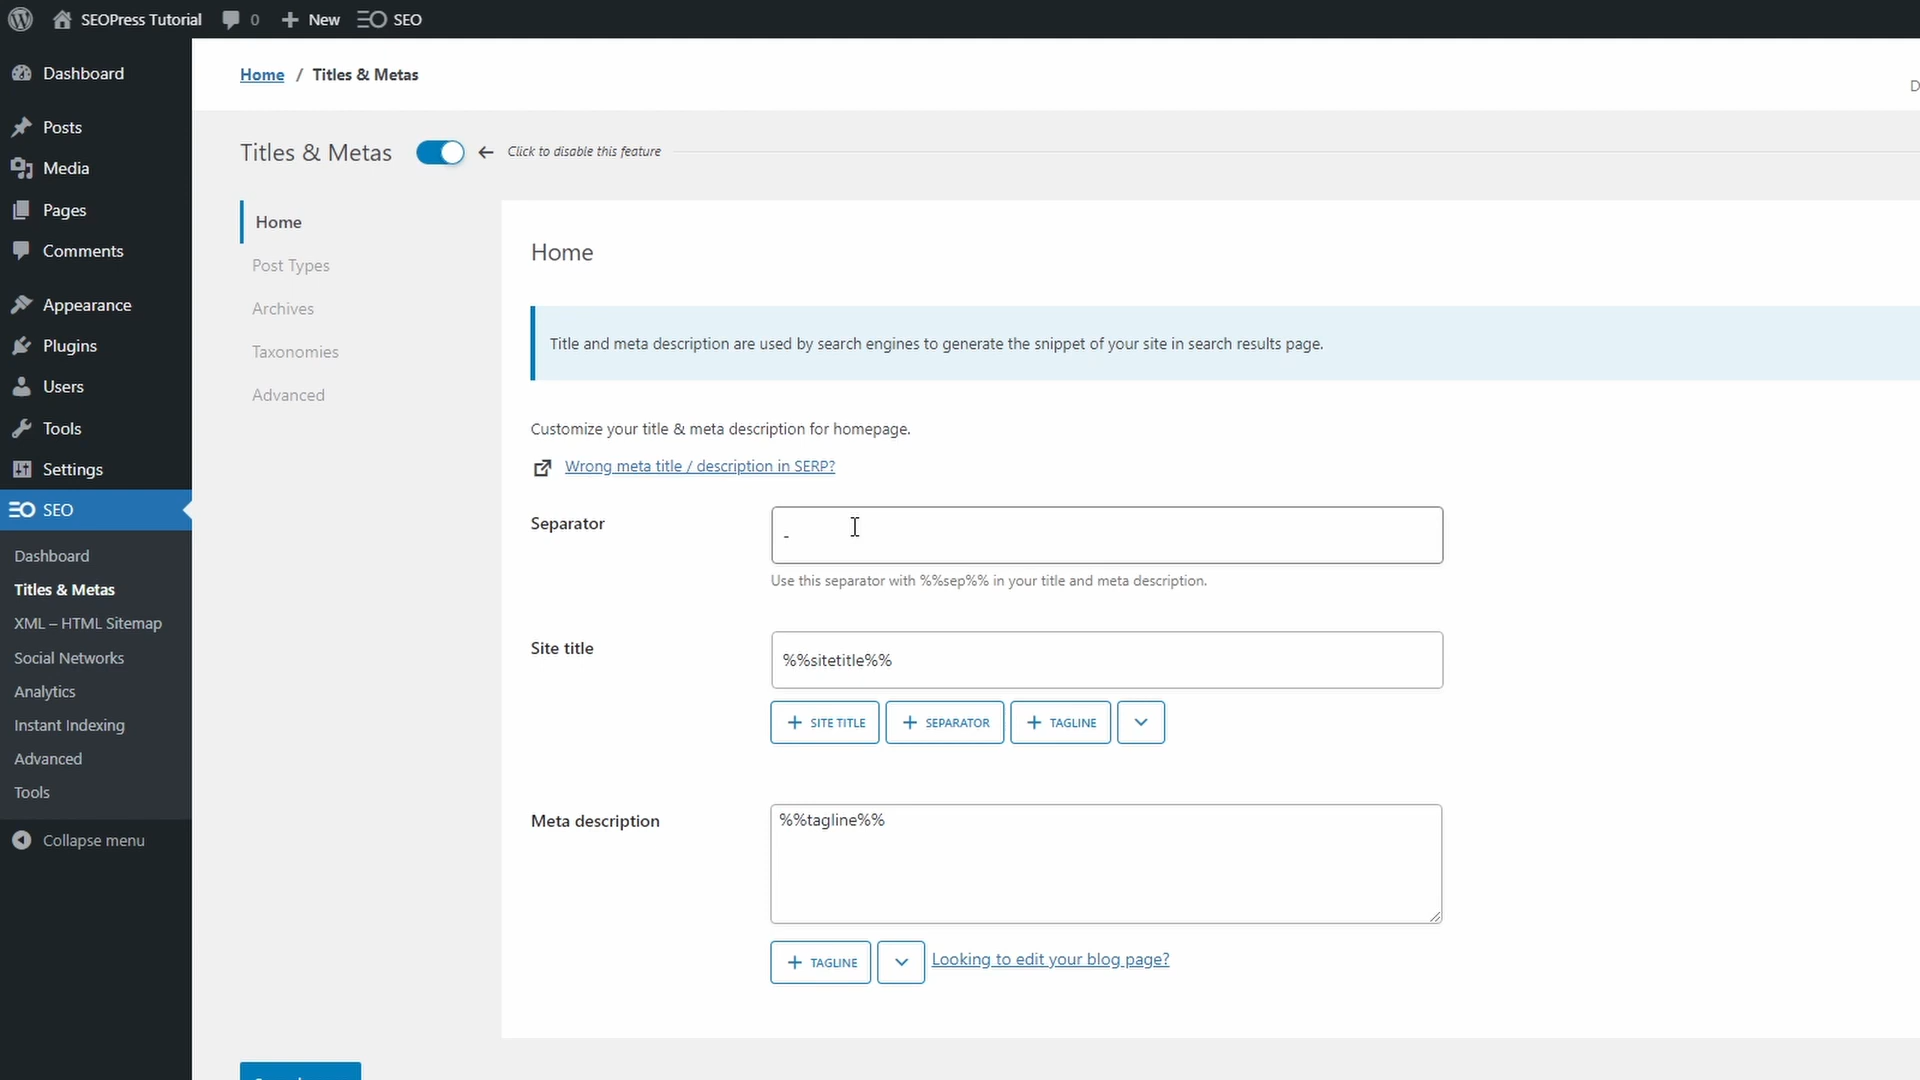 SEOPress Tutorial 0 New SEO
Dashboard
Posts
Media
Pages
Comments
Appearance
Plugins
Users
Tools
Settings
SEO
Dashboard
Titles & Metas
XML – HTML Sitemap
Social Networks
Analytics
Instant Indexing
Advanced
Tools
Collapse menu
Home / Titles & Metas
D
Titles & Metas Click to disable this feature
Home
Post Types
Archives
Taxonomies
Advanced
Home
Title and meta description are used by search engines to generate the snippet of your site in search results page.
Customize your title & meta description for homepage.
Wrong meta title / description in SERP?
Separator
-
Use this separator with %%sep%% in your title and meta description.
Site title
%%sitetitle%%
+ SITE TITLE + SEPARATOR + TAGLINE
Meta description
%%tagline%%
+ TAGLINE Looking to edit your blog page?